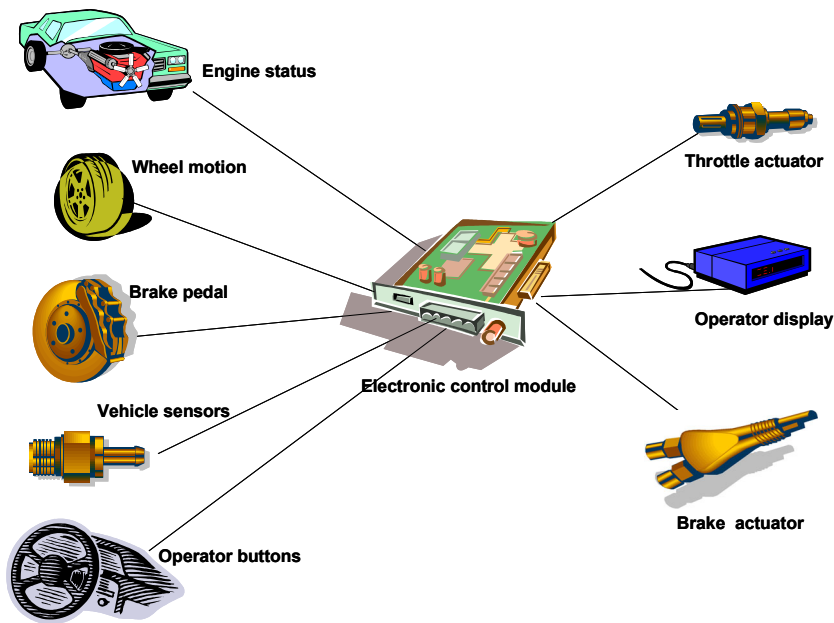 Engine status
Wheel motion
Brake pedal
Vehicle sensors
Operator buttons
Electronic control module
Throttle actuator
Operator display
Brake actuator